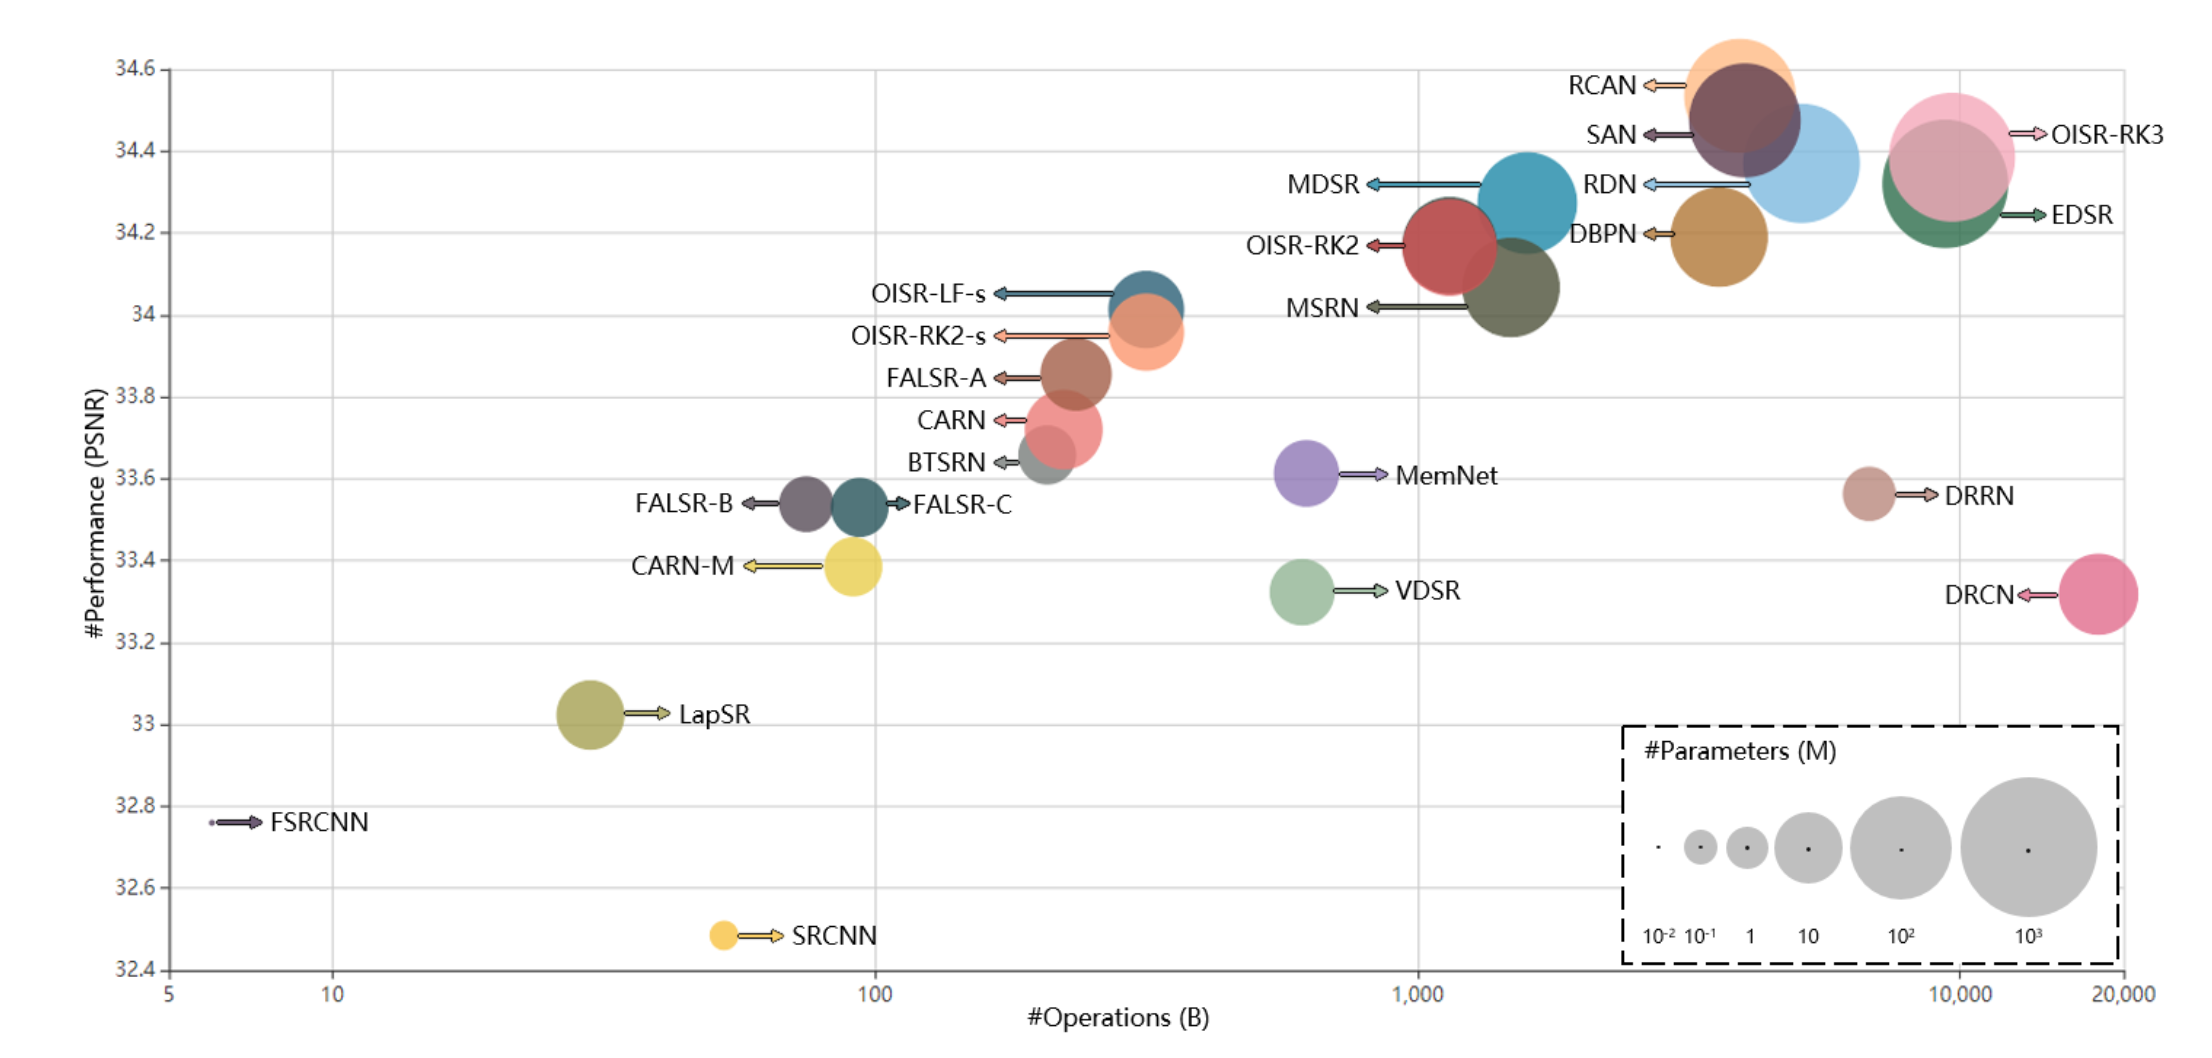 34.6
34.4
34.2
34
33.8
33.6
33.4
33.2
33
32.8
32.6
32.4
#Performance (PSNR)
RCAN
SAN
OISR-RK3
MDSR
RDN
EDSR
OISR-RK2
DBPN
OISR-LF-s
MSRN
OISR-RK2-s
FALSR-A
CARN
BTSRN
MemNet
FALSR-B
FALSR-C
DRRN
CARN-M
VDSR
DRCN
LapSR
FSRCNN
SRCNN
#Parameters (M)
10⁻² 10⁻¹ 1 10 10² 10³
5 10 100 1,000 10,000 20,000
#Operations (B)